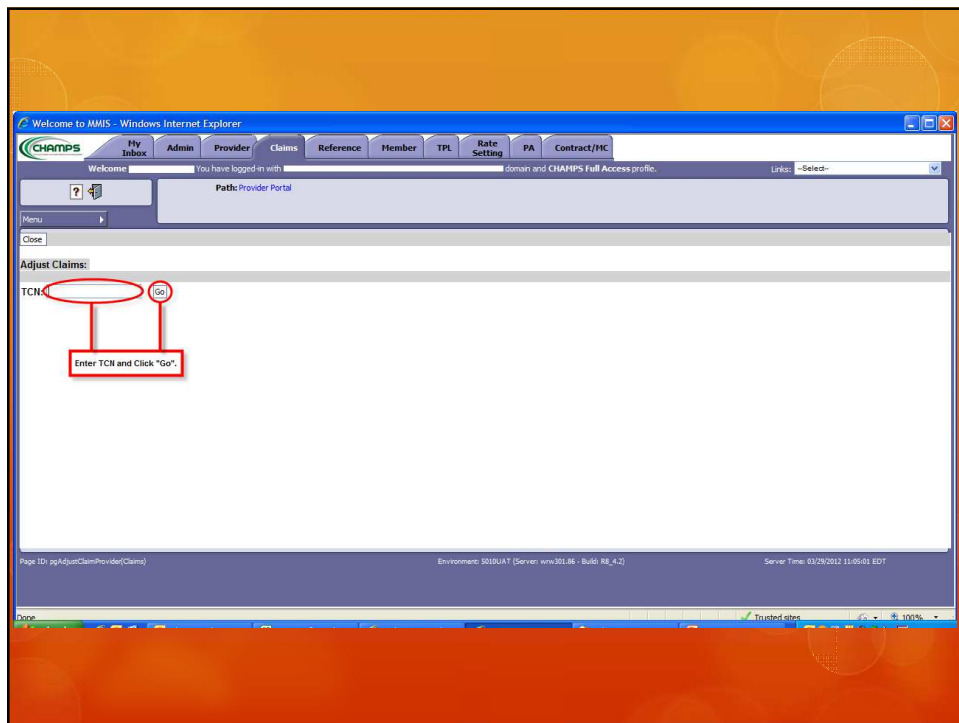 Welcome to MMIS - Windows Internet Explorer
CHAMPS My Inbox Admin Provider Claims Reference Member TPL Rate Setting PA Contract/MC
Welcome You have logged-in with domain and CHAMPS Full Access profile. Links: --Select--
? Path: Provider Portal
Menu
Close
Adjust Claims:
TCN: Go
Enter TCN and Click "Go".
Page ID: pgAdjustClaimProvider(Claims) Environment: 5010UAT (Server: wrw301.86 - Build: R8_4.2) Server Time: 03/29/2012 11:05:01 EDT
Done Trusted sites 100%